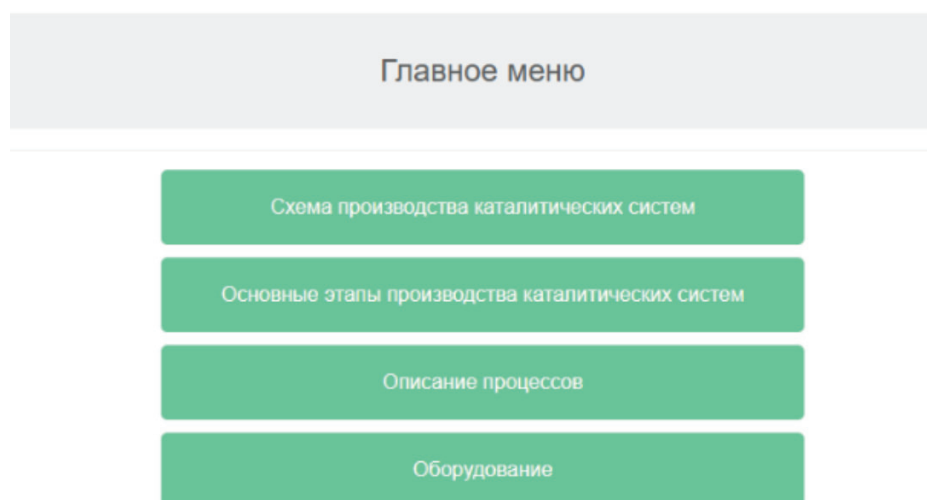 Главное меню
Схема производства каталитических систем
Основные этапы производства каталитических систем
Описание процессов
Оборудование